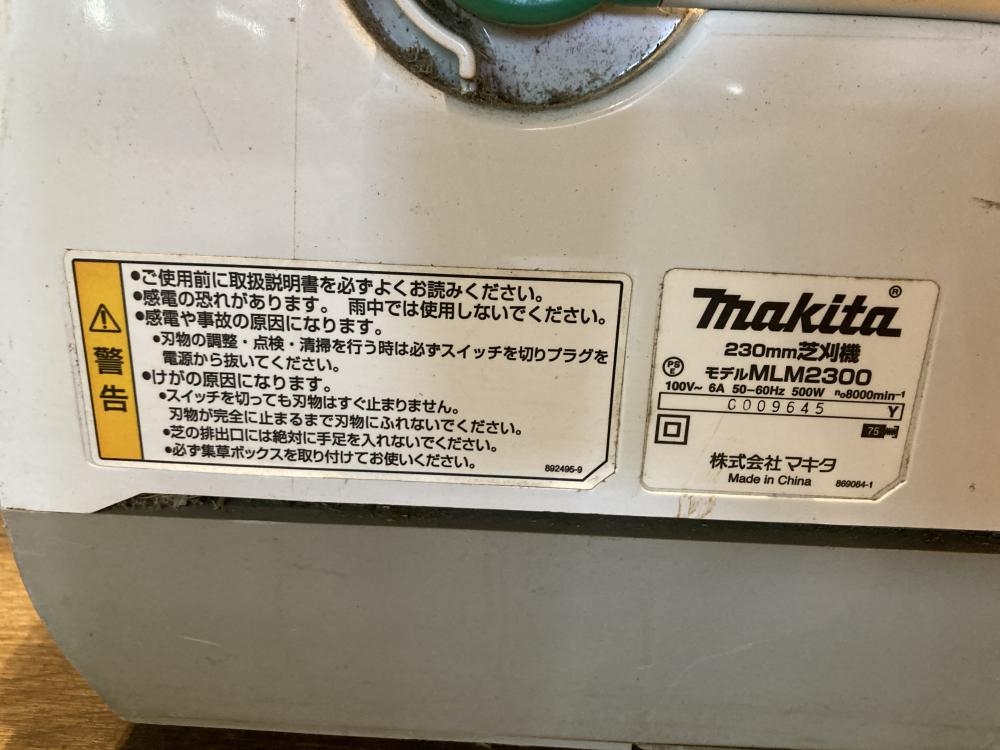 警告
●ご使用前に取扱説明書を必ずよくお読みください。
●感電の恐れがあります。 雨中では使用しないでください。
●感電や事故の原因になります。
●刃物の調整・点検・清掃を行う時は必ずスイッチを切りプラグを
電源から抜いてください。
●けがの原因になります。
●スイッチを切っても刃物はすぐ止まりません。
刃物が完全に止まるまで刃物にふれないでください。
●芝の排出口には絶対に手足を入れないでください。
●必ず集草ボックスを取り付けてお使いください。
892495-9
makita®
230mm芝刈機
PSE
モデルMLM2300
100V~ 6A 50–60Hz 500W n₀8000min⁻¹
C009645 Y
75
株式会社 マキタ
Made in China 869064-1